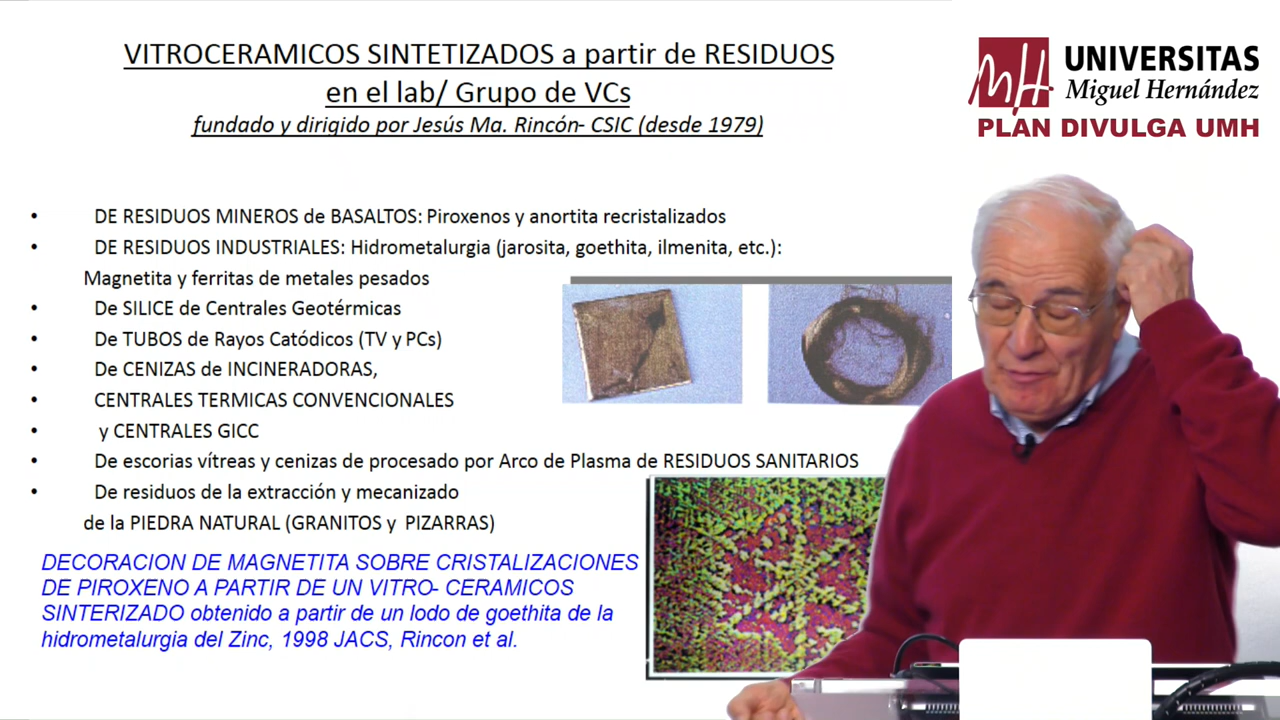 VITROCERAMICOS SINTETIZADOS a partir de RESIDUOS
en el lab/ Grupo de VCs
fundado y dirigido por Jesús Ma. Rincón- CSIC (desde 1979)
UNIVERSITAS
Miguel Hernández
PLAN DIVULGA UMH
• DE RESIDUOS MINEROS de BASALTOS: Piroxenos y anortita recristalizados
• DE RESIDUOS INDUSTRIALES: Hidrometalurgia (jarosita, goethita, ilmenita, etc.):
Magnetita y ferritas de metales pesados
• De SILICE de Centrales Geotérmicas
• De TUBOS de Rayos Catódicos (TV y PCs)
• De CENIZAS de INCINERADORAS,
• CENTRALES TERMICAS CONVENCIONALES
• y CENTRALES GICC
• De escorias vítreas y cenizas de procesado por Arco de Plasma de RESIDUOS SANITARIOS
• De residuos de la extracción y mecanizado
de la PIEDRA NATURAL (GRANITOS y PIZARRAS)
DECORACION DE MAGNETITA SOBRE CRISTALIZACIONES
DE PIROXENO A PARTIR DE UN VITRO- CERAMICOS
SINTERIZADO obtenido a partir de un lodo de goethita de la
hidrometalurgia del Zinc, 1998 JACS, Rincon et al.